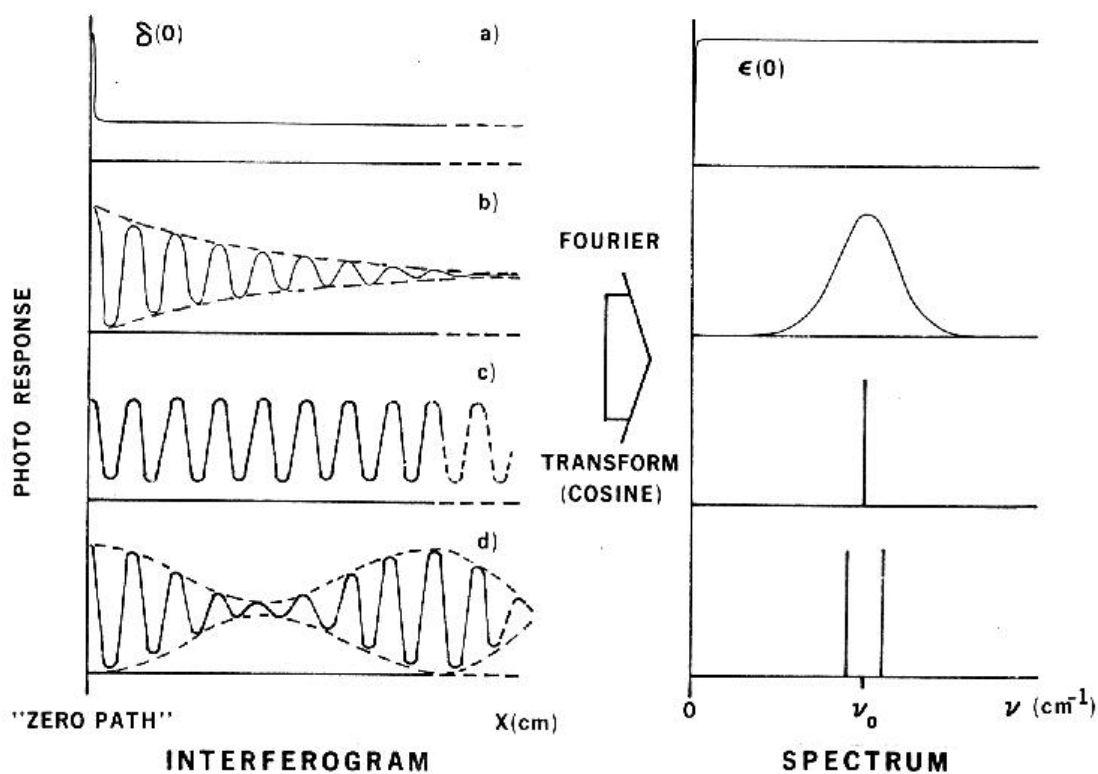 δ(0)
a)
ϵ(0)
b)
FOURIER
c)
TRANSFORM
(COSINE)
PHOTO RESPONSE
d)
"ZERO PATH"
X(cm)
0
ν₀
ν (cm⁻¹)
INTERFEROGRAM
SPECTRUM